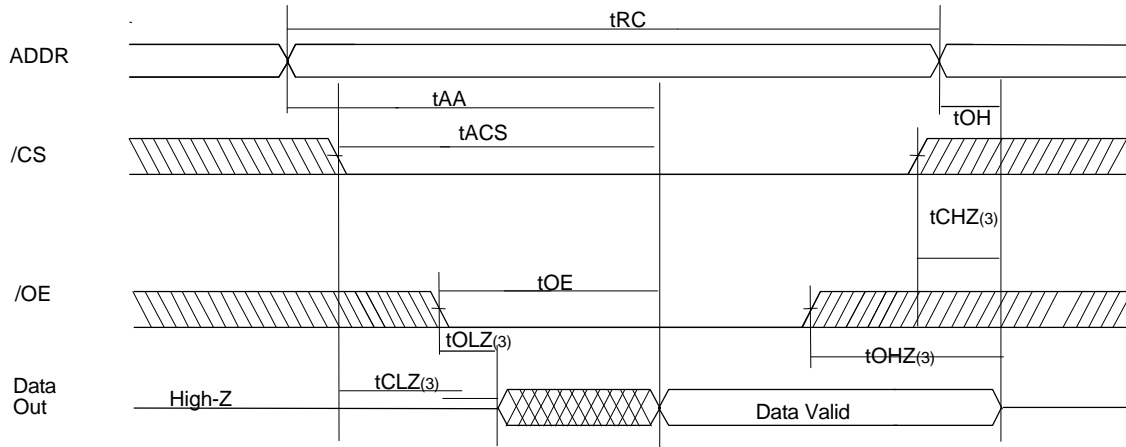 tRC
ADDR
tAA
tOH
tACS
/CS
tCHZ(3)
tOE
/OE
tOLZ(3)
tOHZ(3)
tCLZ(3)
Data
Out
High-Z
Data Valid